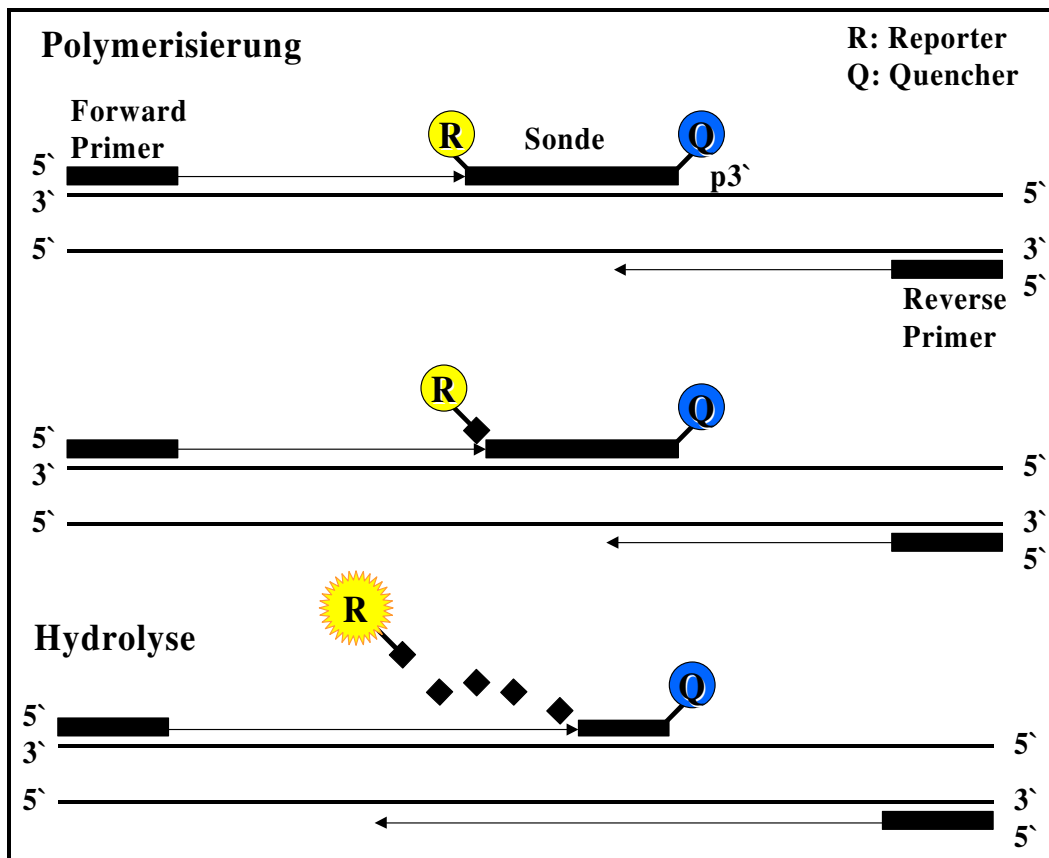 Polymerisierung
R: Reporter
Q: Quencher
Forward
Primer
R
Sonde
Q
5`
p3`
3`
5`
5`
3`
5`
Reverse
Primer
R
Q
5`
3`
5`
5`
3`
5`
R
Hydrolyse
Q
5`
3`
5`
5`
3`
5`